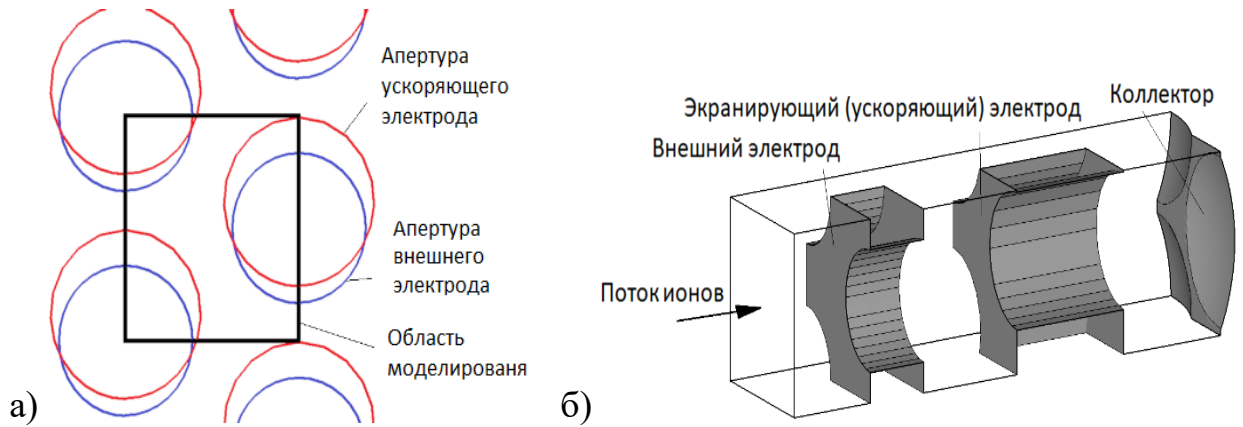 Апертура
ускоряющего
электрода
Апертура
внешнего
электрода
Область
моделированя
а)
Коллектор
Экранирующий (ускоряющий) электрод
Внешний электрод
Поток ионов
б)